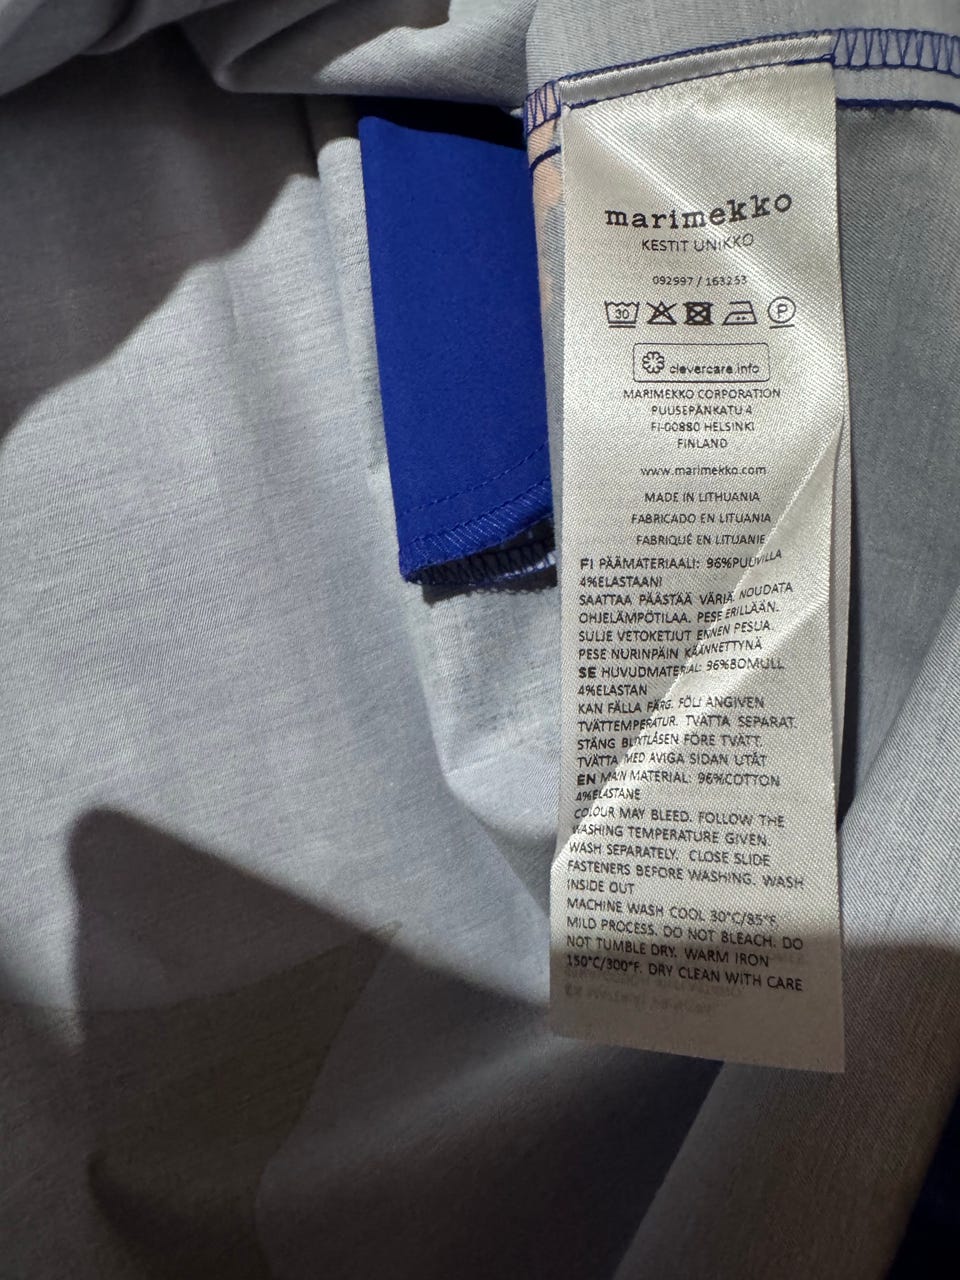 marimekko
KESTIT UNIKKO
092997 / 163253
30 P
clevercare.info
MARIMEKKO CORPORATION
PUUSEPÄNKATU 4
FI-00880 HELSINKI
FINLAND
www.marimekko.com
MADE IN LITHUANIA
FABRICADO EN LITUANIA
FABRIQUÉ EN LITUANIE
FI PÄÄMATERIAALI: 96%PUUVILLA
4%ELASTAANI
SAATTAA PÄÄSTÄÄ VÄRIÄ NOUDATA
OHJELÄMPÖTILAA. PESE ERILLÄÄN.
SULJE VETOKETJUT ENNEN PESUA.
PESE NURINPÄIN KÄÄNNETTYNÄ
SE HUVUDMATERIAL: 96%BOMULL
4%ELASTAN
KAN FÄLLA FÄRG. FÖLJ ANGIVEN
TVÄTTEMPERATUR. TVÄTTA SEPARAT.
STÄNG BLIXTLÅSEN FÖRE TVÄTT.
TVÄTTA MED AVIGA SIDAN UTÅT
EN MAIN MATERIAL: 96%COTTON
4%ELASTANE
COLOUR MAY BLEED. FOLLOW THE
WASHING TEMPERATURE GIVEN.
WASH SEPARATELY. CLOSE SLIDE
FASTENERS BEFORE WASHING. WASH
INSIDE OUT
MACHINE WASH COOL 30°C/85°F,
MILD PROCESS. DO NOT BLEACH. DO
NOT TUMBLE DRY. WARM IRON
150°C/300°F. DRY CLEAN WITH CARE